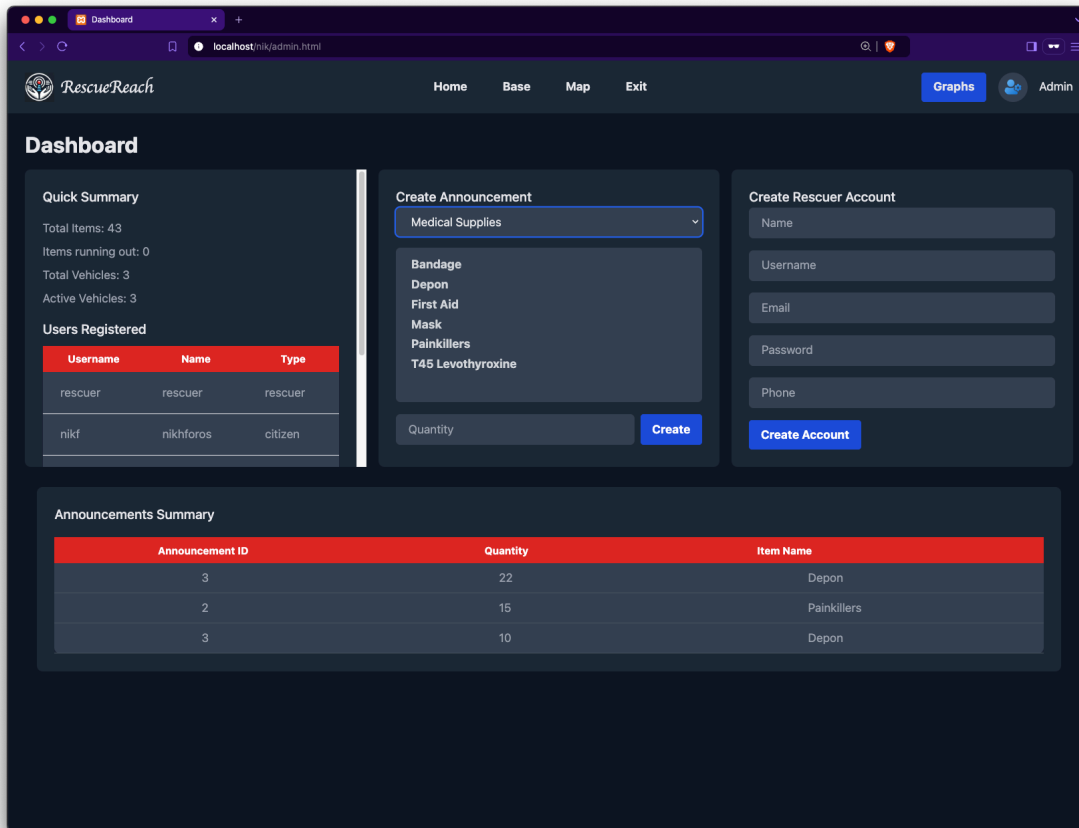 Dashboard
localhost/nik/admin.html
RescueReach
Home Base Map Exit
Graphs
Admin
Dashboard
Quick Summary
Total Items: 43
Items running out: 0
Total Vehicles: 3
Active Vehicles: 3
Users Registered
Username Name Type
rescuer rescuer rescuer
nikf nikhforos citizen
Create Announcement
Medical Supplies
Bandage
Depon
First Aid
Mask
Painkillers
T45 Levothyroxine
Quantity
Create
Create Rescuer Account
Name
Username
Email
Password
Phone
Create Account
Announcements Summary
Announcement ID Quantity Item Name
3 22 Depon
2 15 Painkillers
3 10 Depon